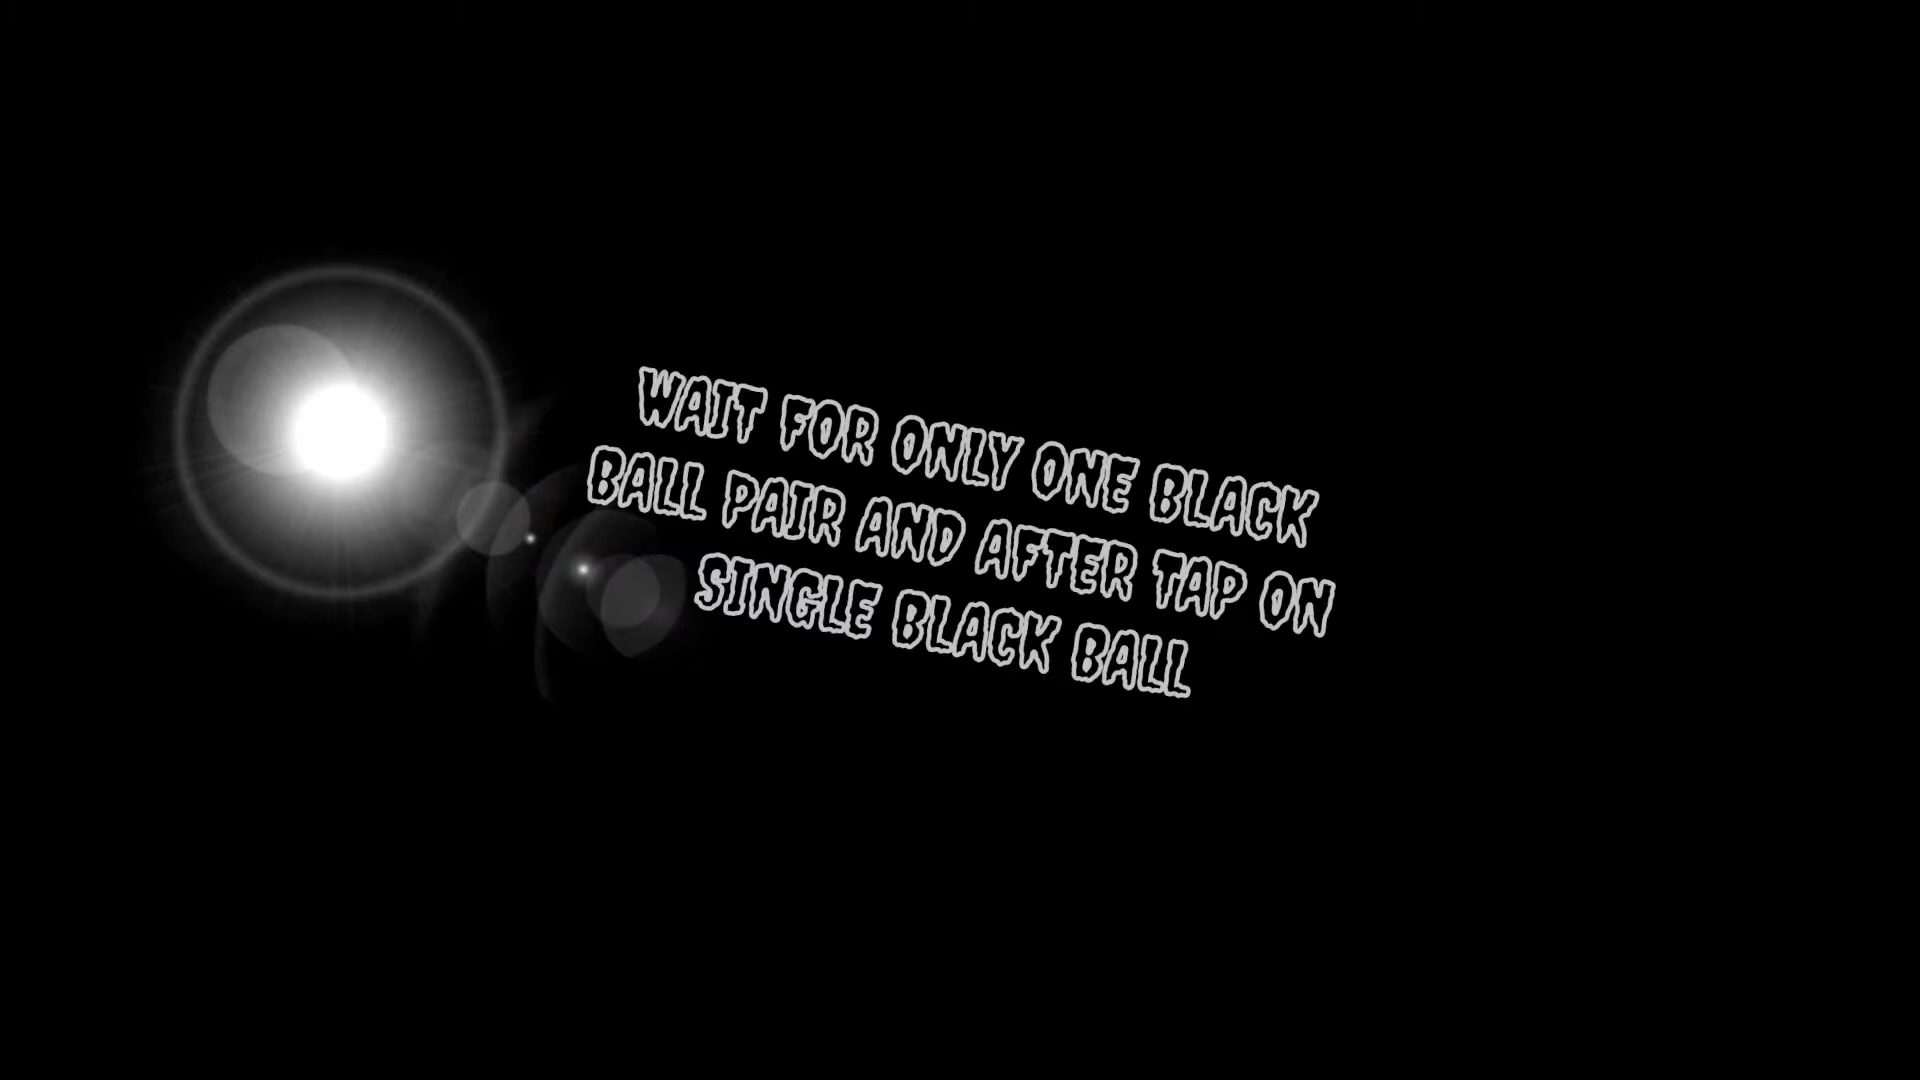 WAIT FOR ONLY ONE BLACK
BALL PAIR AND AFTER TAP ON
SINGLE BLACK BALL